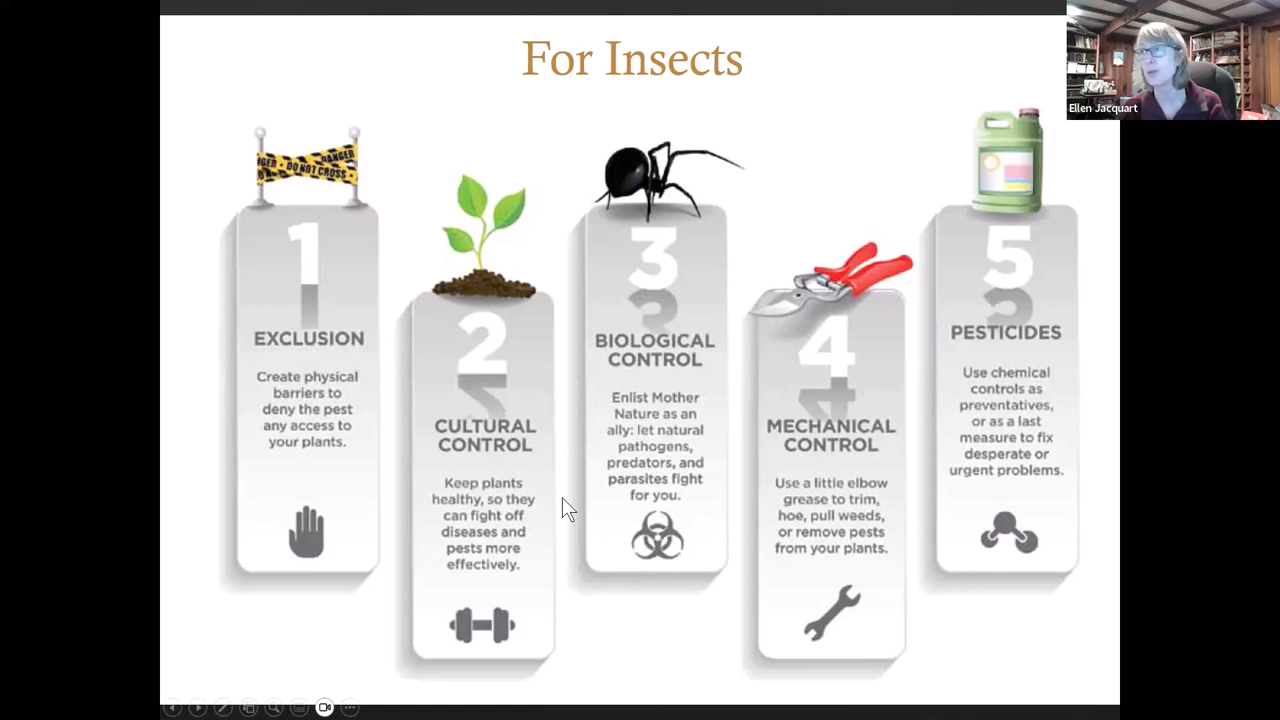 For Insects
Ellen Jacquart
DANGER
DO NOT CROSS
1
EXCLUSION
Create physical
barriers to
deny the pest
any access to
your plants.
2
CULTURAL
CONTROL
Keep plants
healthy, so they
can fight off
diseases and
pests more
effectively.
3
BIOLOGICAL
CONTROL
Enlist Mother
Nature as an
ally: let natural
pathogens,
predators, and
parasites fight
for you.
4
MECHANICAL
CONTROL
Use a little elbow
grease to trim,
hoe, pull weeds,
or remove pests
from your plants.
5
PESTICIDES
Use chemical
controls as
preventatives,
or as a last
measure to fix
desperate or
urgent problems.